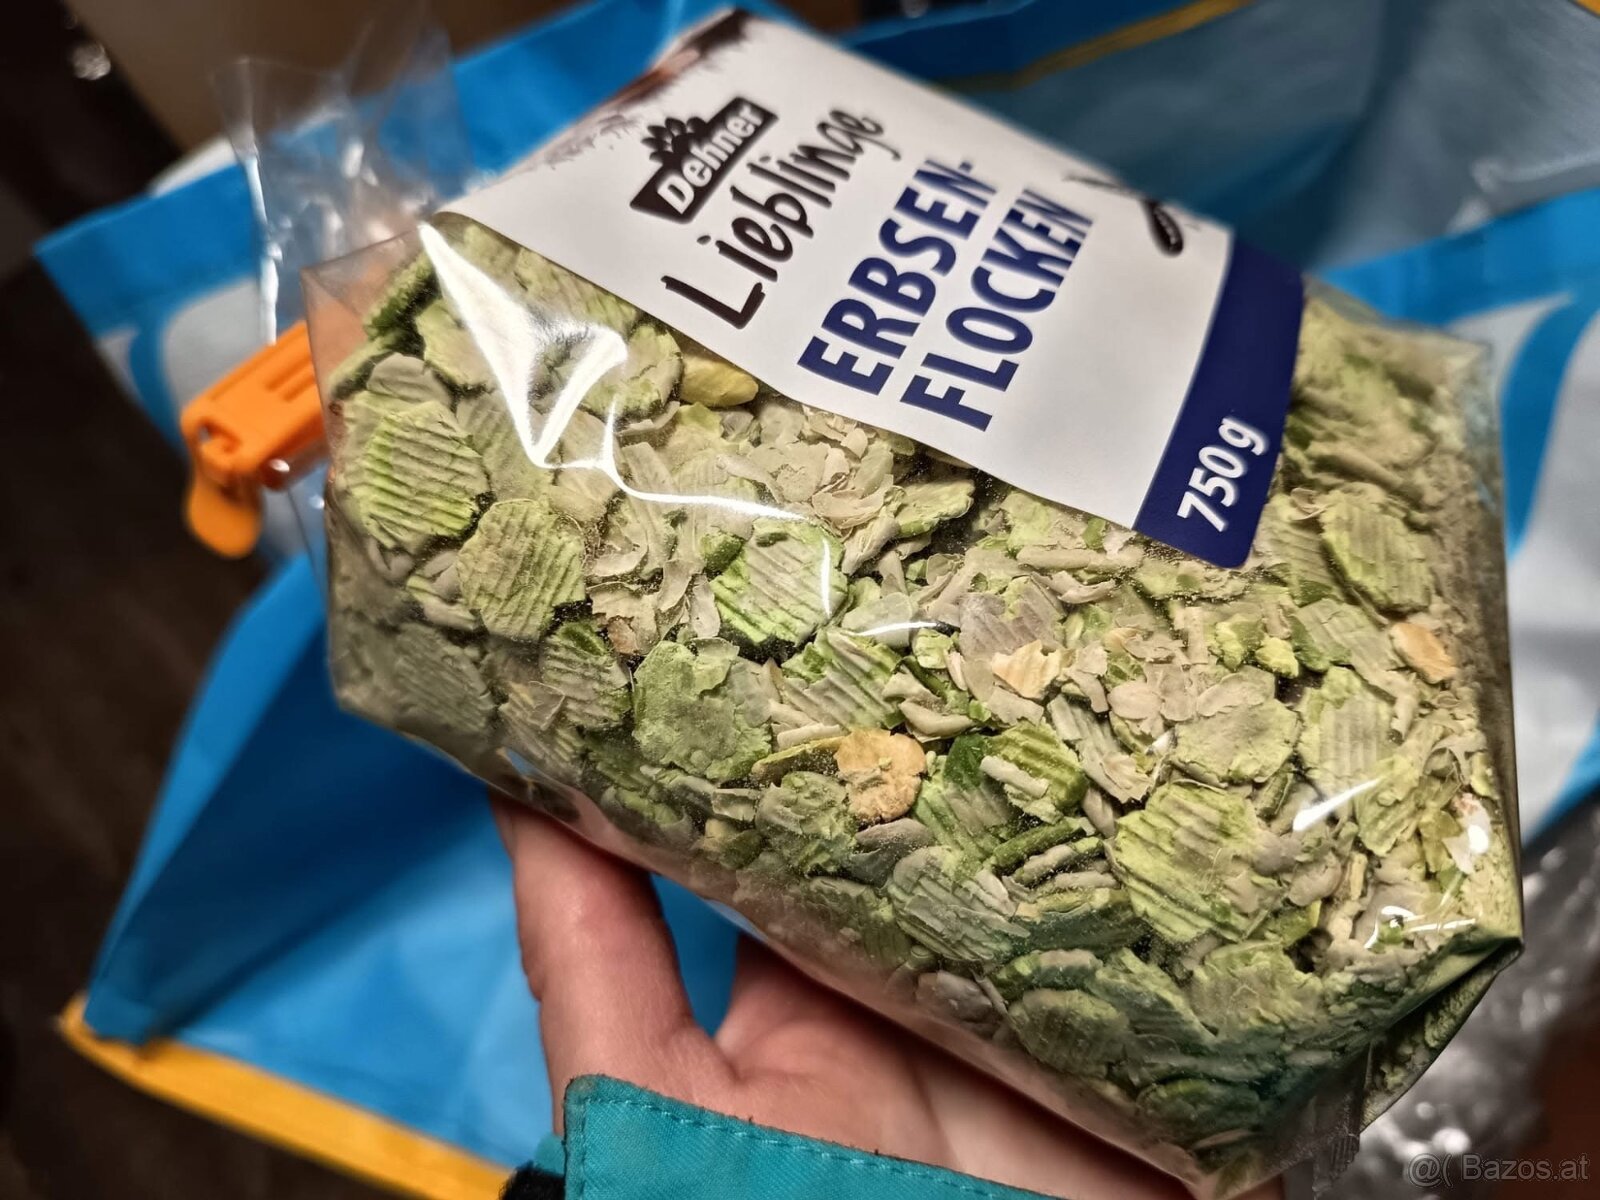 Dehner
Lieblinge
ERBSEN-
FLOCKEN
750g
@( Bazos.at